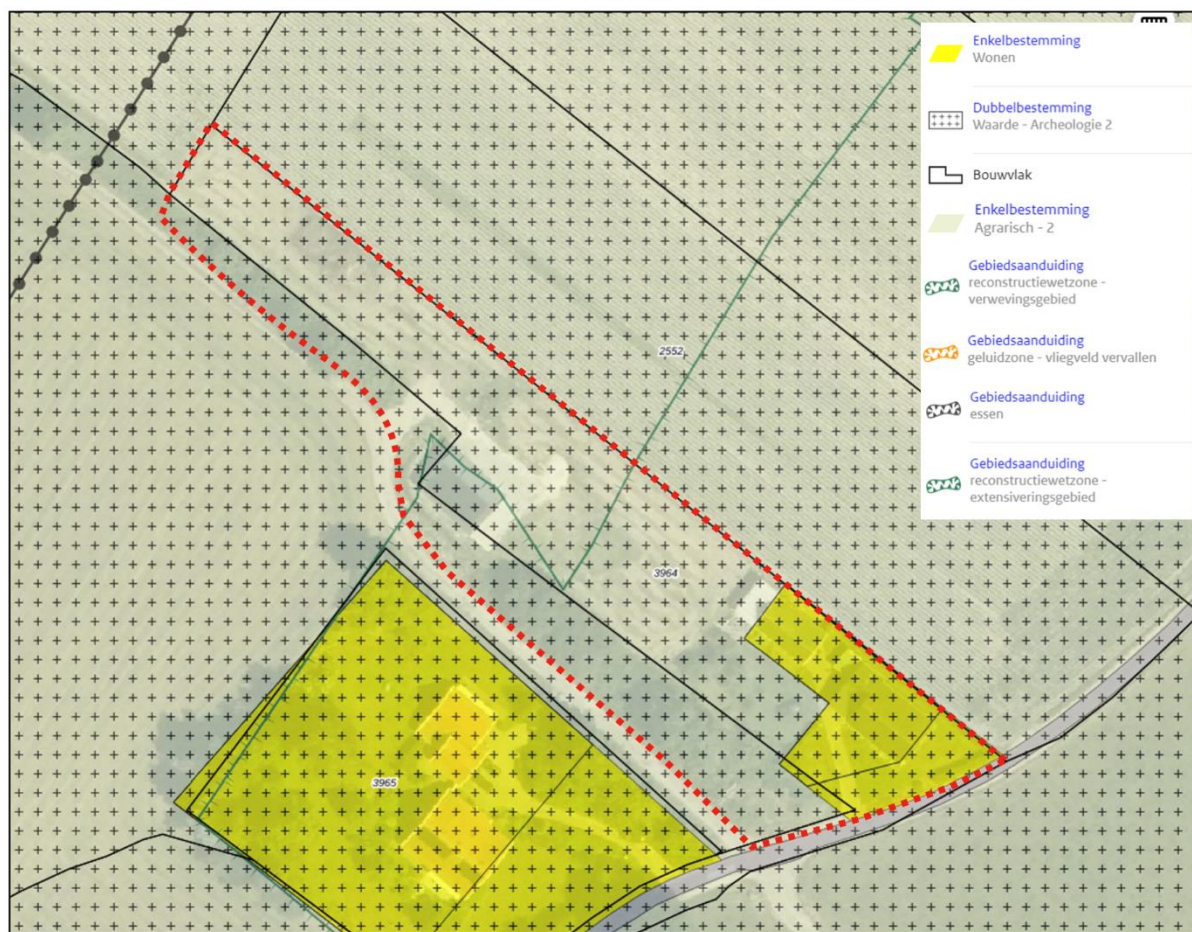 Enkelbestemming
Wonen
Dubbelbestemming
Waarde - Archeologie 2
Bouwvlak
Enkelbestemming
Agrarisch - 2
Gebiedsaanduiding
reconstructiewetzone -
verwevingsgebied
Gebiedsaanduiding
geluidzone - vliegveld vervallen
Gebiedsaanduiding
essen
Gebiedsaanduiding
reconstructiewetzone -
extensiveringsgebied
2552
3964
3965